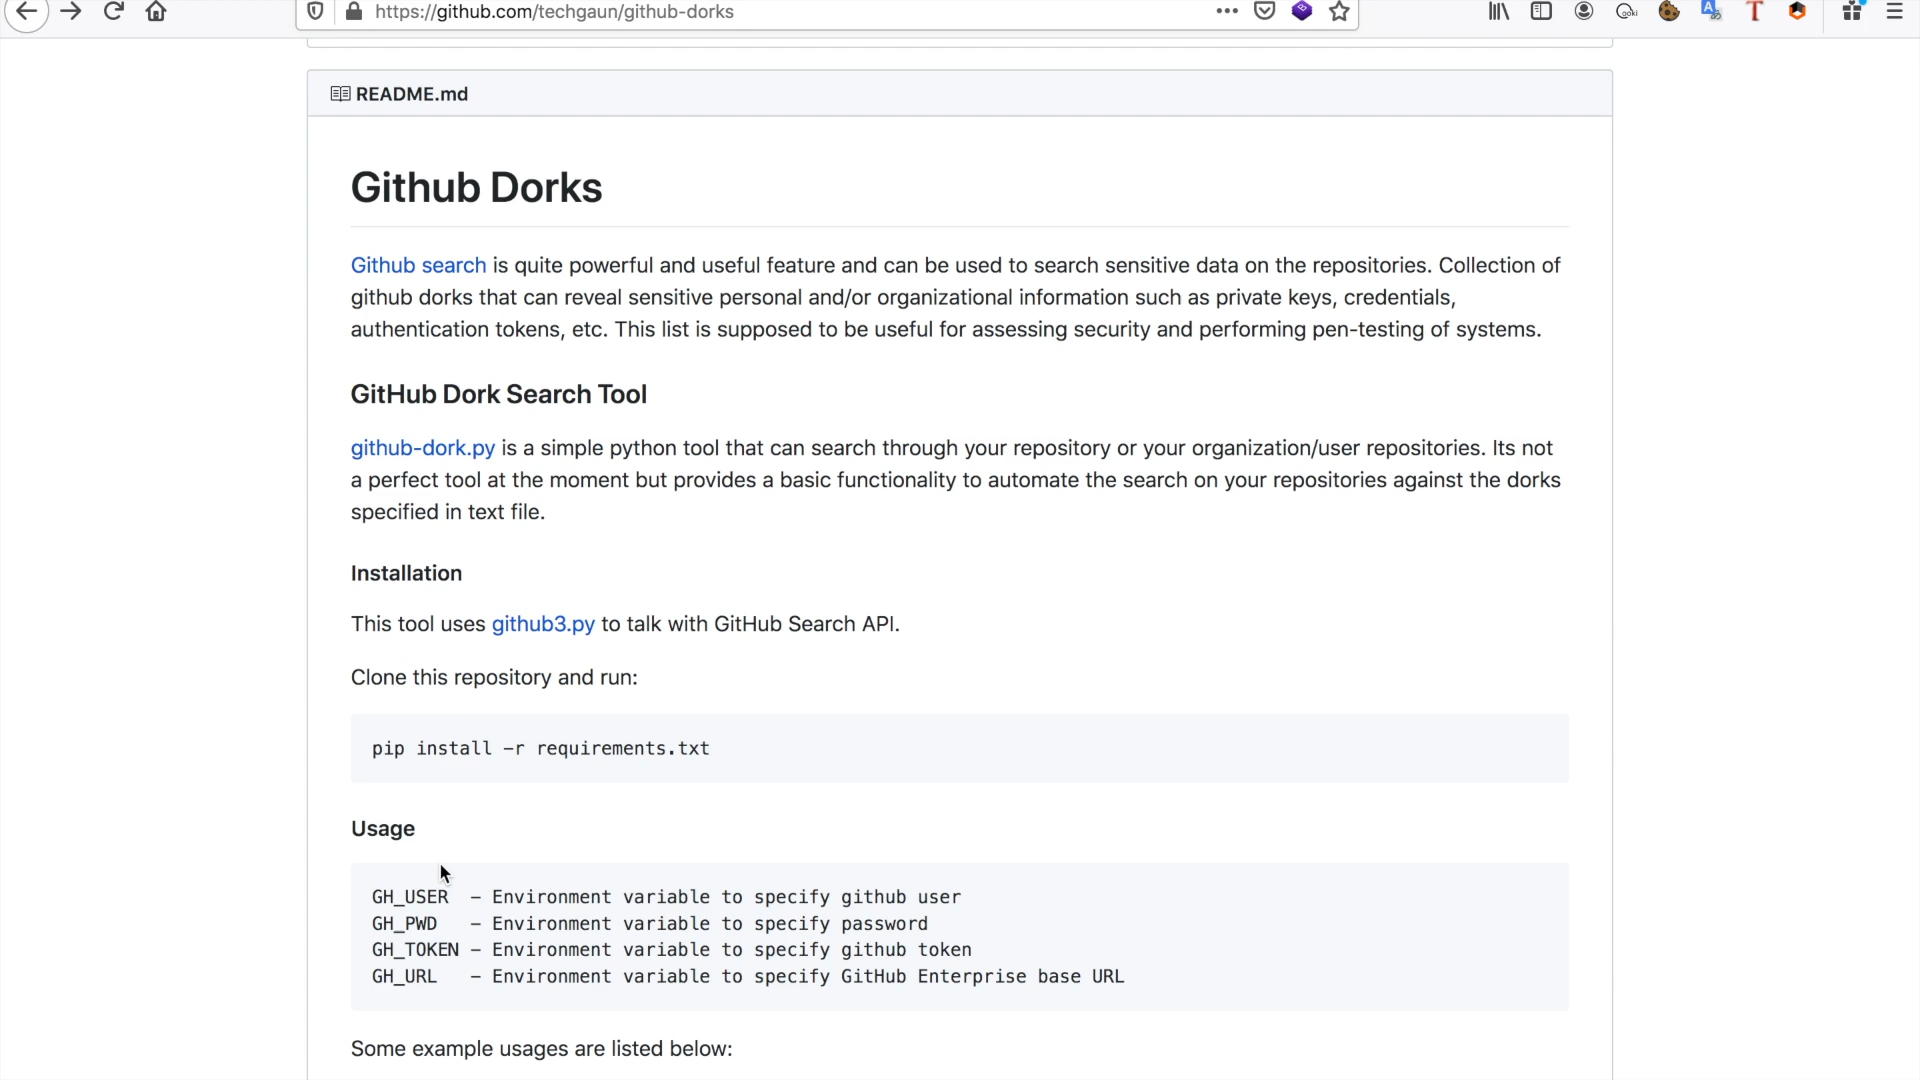 https://github.com/techgaun/github-dorks
README.md
Github Dorks
Github search is quite powerful and useful feature and can be used to search sensitive data on the repositories. Collection of
github dorks that can reveal sensitive personal and/or organizational information such as private keys, credentials,
authentication tokens, etc. This list is supposed to be useful for assessing security and performing pen-testing of systems.
GitHub Dork Search Tool
github-dork.py is a simple python tool that can search through your repository or your organization/user repositories. Its not
a perfect tool at the moment but provides a basic functionality to automate the search on your repositories against the dorks
specified in text file.
Installation
This tool uses github3.py to talk with GitHub Search API.
Clone this repository and run:
pip install -r requirements.txt
Usage
GH_USER  - Environment variable to specify github user
GH_PWD   - Environment variable to specify password
GH_TOKEN - Environment variable to specify github token
GH_URL   - Environment variable to specify GitHub Enterprise base URL
Some example usages are listed below: